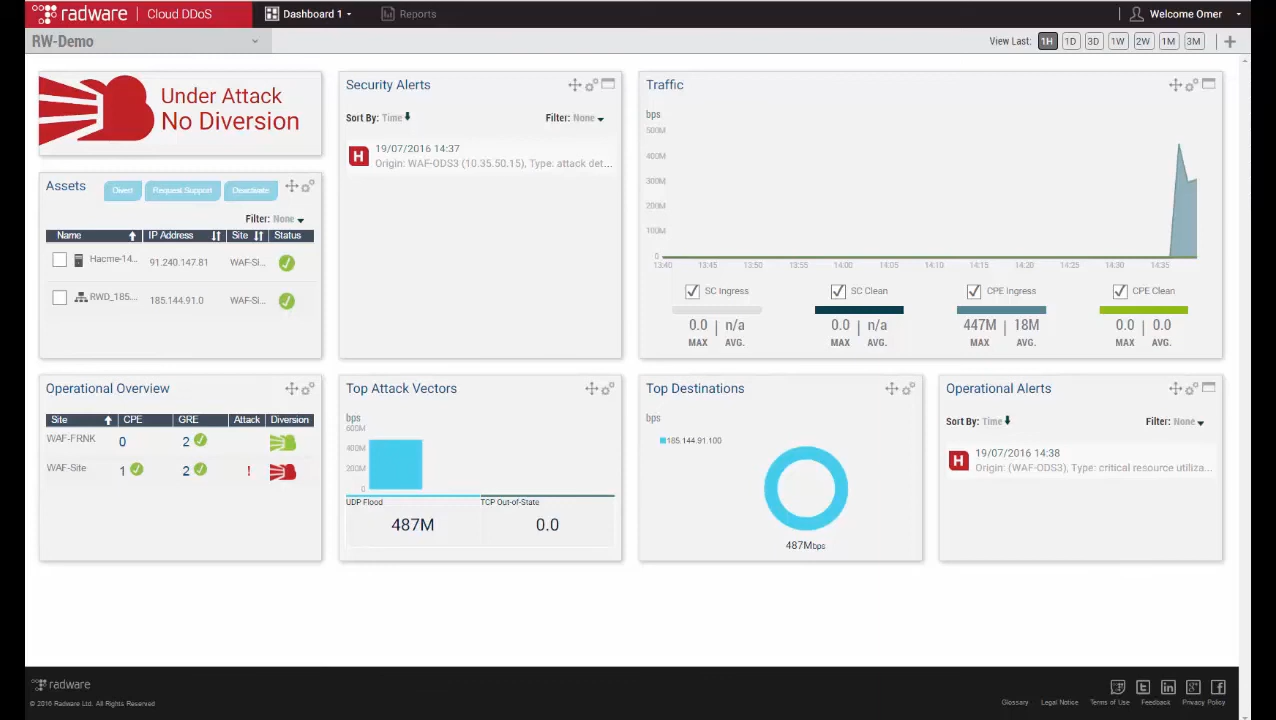 radware | Cloud DDoS
Dashboard 1
Reports
Welcome Omer
RW-Demo
View Last: 1H 1D 3D 1W 2W 1M 3M
Under Attack
No Diversion
Assets
Divert Request Support Deactivate
Filter: None
Name IP Address Site Status
Hacme-14... 91.240.147.81 WAF-Si...
RWD_185... 185.144.91.0 WAF-Si...
Security Alerts
Sort By: Time Filter: None
H 19/07/2016 14:37
Origin: WAF-ODS3 (10.35.50.15), Type: attack det...
Traffic
bps
500M
400M
300M
200M
100M
0
13:40 13:45 13:50 13:55 14:00 14:05 14:10 14:15 14:20 14:25 14:30 14:35
SC Ingress SC Clean CPE Ingress CPE Clean
0.0 | n/a 0.0 | n/a 447M | 18M 0.0 | 0.0
MAX AVG. MAX AVG. MAX AVG. MAX AVG.
Operational Overview
Site CPE GRE Attack Diversion
WAF-FRNK 0 2
WAF-Site 1 2 !
Top Attack Vectors
bps
600M
400M
200M
0
UDP Flood TCP Out-of-State
487M 0.0
Top Destinations
bps
185.144.91.100
487Mbps
Operational Alerts
Sort By: Time Filter: None
H 19/07/2016 14:38
Origin: (WAF-ODS3), Type: critical resource utiliza...
radware
© 2016 Radware Ltd. All Rights Reserved
Glossary Legal Notice Terms of Use Feedback Privacy Policy